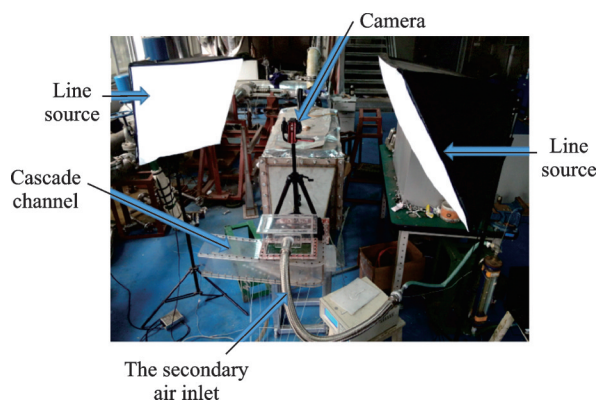 Camera
Line
source
Line
source
Cascade
channel
The secondary
air inlet